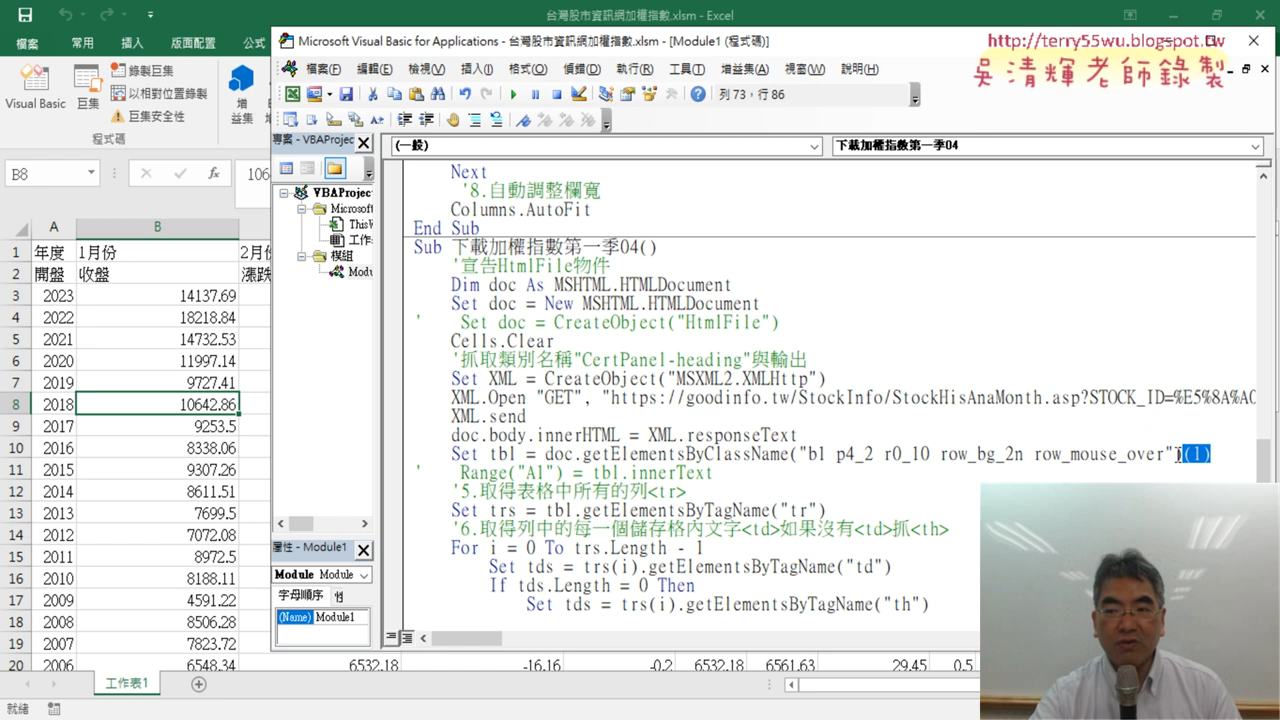 台灣股市資訊網加權指數.xlsm - Excel
檔案 常用 插入 版面配置 公式
Visual Basic
巨集
錄製巨集
以相對位置錄製
巨集安全性
程式碼
增
益集
B8
年度 1月份 2月份
開盤 收盤 漲跌
A B
1
2
3 2023 14137.69
4 2022 18218.84
5 2021 14732.53
6 2020 11997.14
7 2019 9727.41
8 2018 10642.86
9 2017 9253.5
10 2016 8338.06
11 2015 9307.26
12 2014 8611.51
13 2013 7699.5
14 2012 7072.08
15 2011 8972.5
16 2010 8188.11
17 2009 4591.22
18 2008 8506.28
19 2007 7823.72
20 2006 6548.34 6532.18 -16.16 -0.2 6532.18 6561.63 29.45 0.5
工作表1
就緒
Microsoft Visual Basic for Applications - 台灣股市資訊網加權指數.xlsm - [Module1 (程式碼)]
http://terry55wu.blogspot.tw
吳清輝老師錄製
檔案(F) 編輯(E) 檢視(V) 插入(I) 格式(O) 偵錯(D) 執行(R) 工具(T) 增益集(A) 視窗(W) 說明(H)
列 73，行 86
專案 - VBAProjec
VBAProjec
Microsoft
ThisW
工作
模組
Modu
屬性 - Module1
Module Module
字母順序
(Name) Module1
(一般) 下載加權指數第一季04
Next
'8.自動調整欄寬
Columns.AutoFit
End Sub
Sub 下載加權指數第一季04()
'宣告HtmlFile物件
Dim doc As MSHTML.HTMLDocument
Set doc = New MSHTML.HTMLDocument
' Set doc = CreateObject("HtmlFile")
Cells.Clear
'抓取類別名稱"CertPanel-heading"與輸出
Set XML = CreateObject("MSXML2.XMLHttp")
XML.Open "GET", "https://goodinfo.tw/StockInfo/StockHisAnaMonth.asp?STOCK_ID=%E5%8A%A0
XML.send
doc.body.innerHTML = XML.responseText
Set tbl = doc.getElementsByClassName("b1 p4_2 r0_10 row_bg_2n row_mouse_over")(1)
' Range("A1") = tbl.innerText
'5.取得表格中所有的列<tr>
Set trs = tbl.getElementsByTagName("tr")
'6.取得列中的每一個儲存格內文字<td>如果沒有<td>抓<th>
For i = 0 To trs.Length - 1
Set tds = trs(i).getElementsByTagName("td")
If tds.Length = 0 Then
Set tds = trs(i).getElementsByTagName("th")